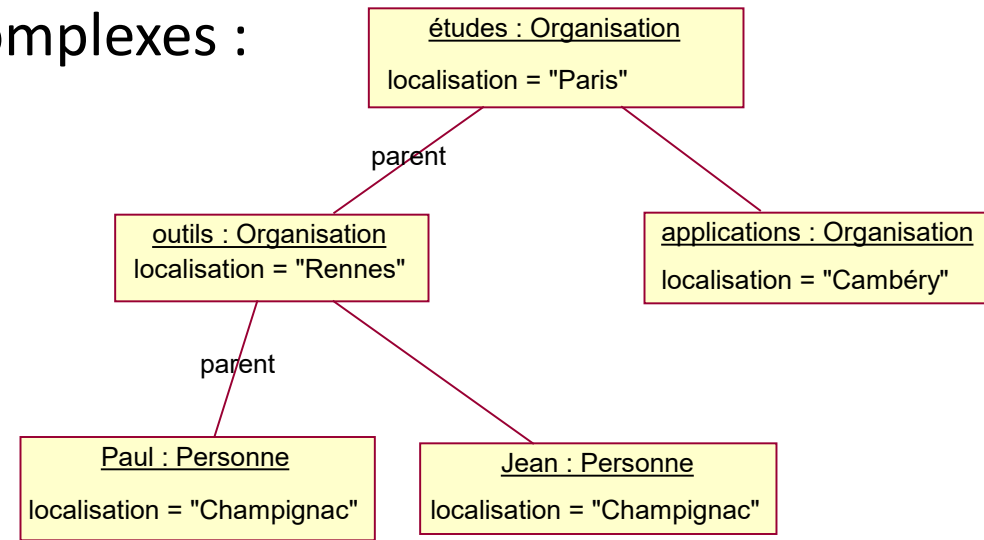 omplexes :
études : Organisation
localisation = "Paris"
parent
outils : Organisation
localisation = "Rennes"
applications : Organisation
localisation = "Cambéry"
parent
Paul : Personne
localisation = "Champignac"
Jean : Personne
localisation = "Champignac"